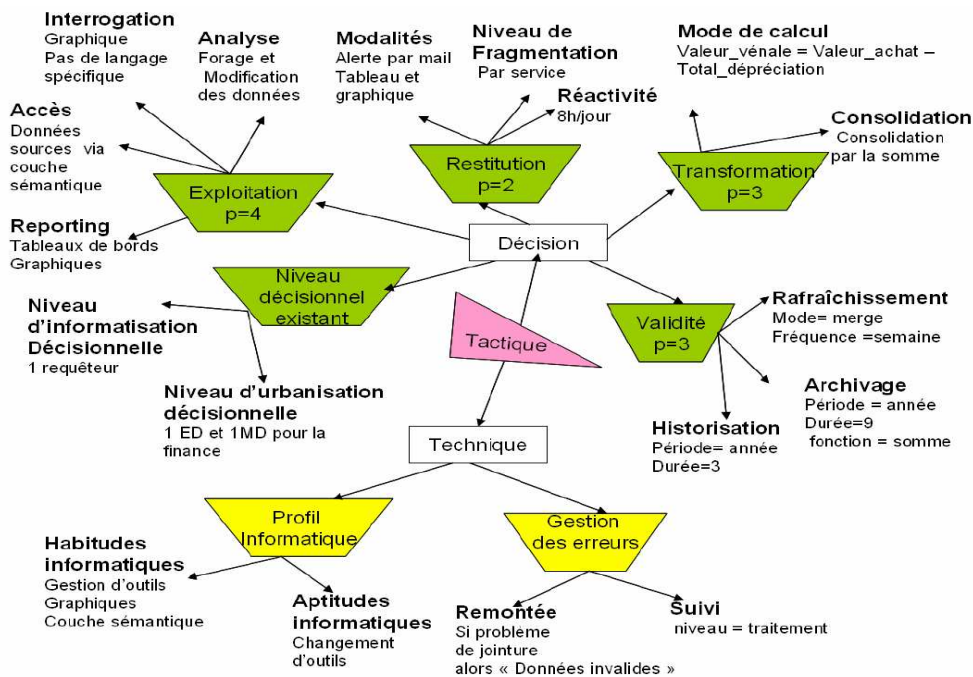 Interrogation
Graphique
Pas de langage
spécifique
Analyse
Forage et
Modification
des données
Accès
Données
sources via
couche
sémantique
Reporting
Tableaux de bords
Graphiques
Exploitation
p=4
Modalités
Alerte par mail
Tableau et
graphique
Niveau de
Fragmentation
Par service
Réactivité
8h/jour
Restitution
p=2
Mode de calcul
Valeur_vénale = Valeur_achat –
Total_dépréciation
Consolidation
Consolidation
par la somme
Transformation
p=3
Décision
Niveau
décisionnel
existant
Niveau
d'informatisation
Décisionnelle
1 requêteur
Niveau d'urbanisation
décisionnelle
1 ED et 1MD pour la
finance
Tactique
Validité
p=3
Rafraîchissement
Mode= merge
Fréquence =semaine
Archivage
Période = année
Durée=9
fonction = somme
Historisation
Période= année
Durée=3
Technique
Profil
Informatique
Habitudes
informatiques
Gestion d'outils
Graphiques
Couche sémantique
Aptitudes
informatiques
Changement
d'outils
Gestion
des erreurs
Remontée
Si problème
de jointure
alors « Données invalides »
Suivi
niveau = traitement